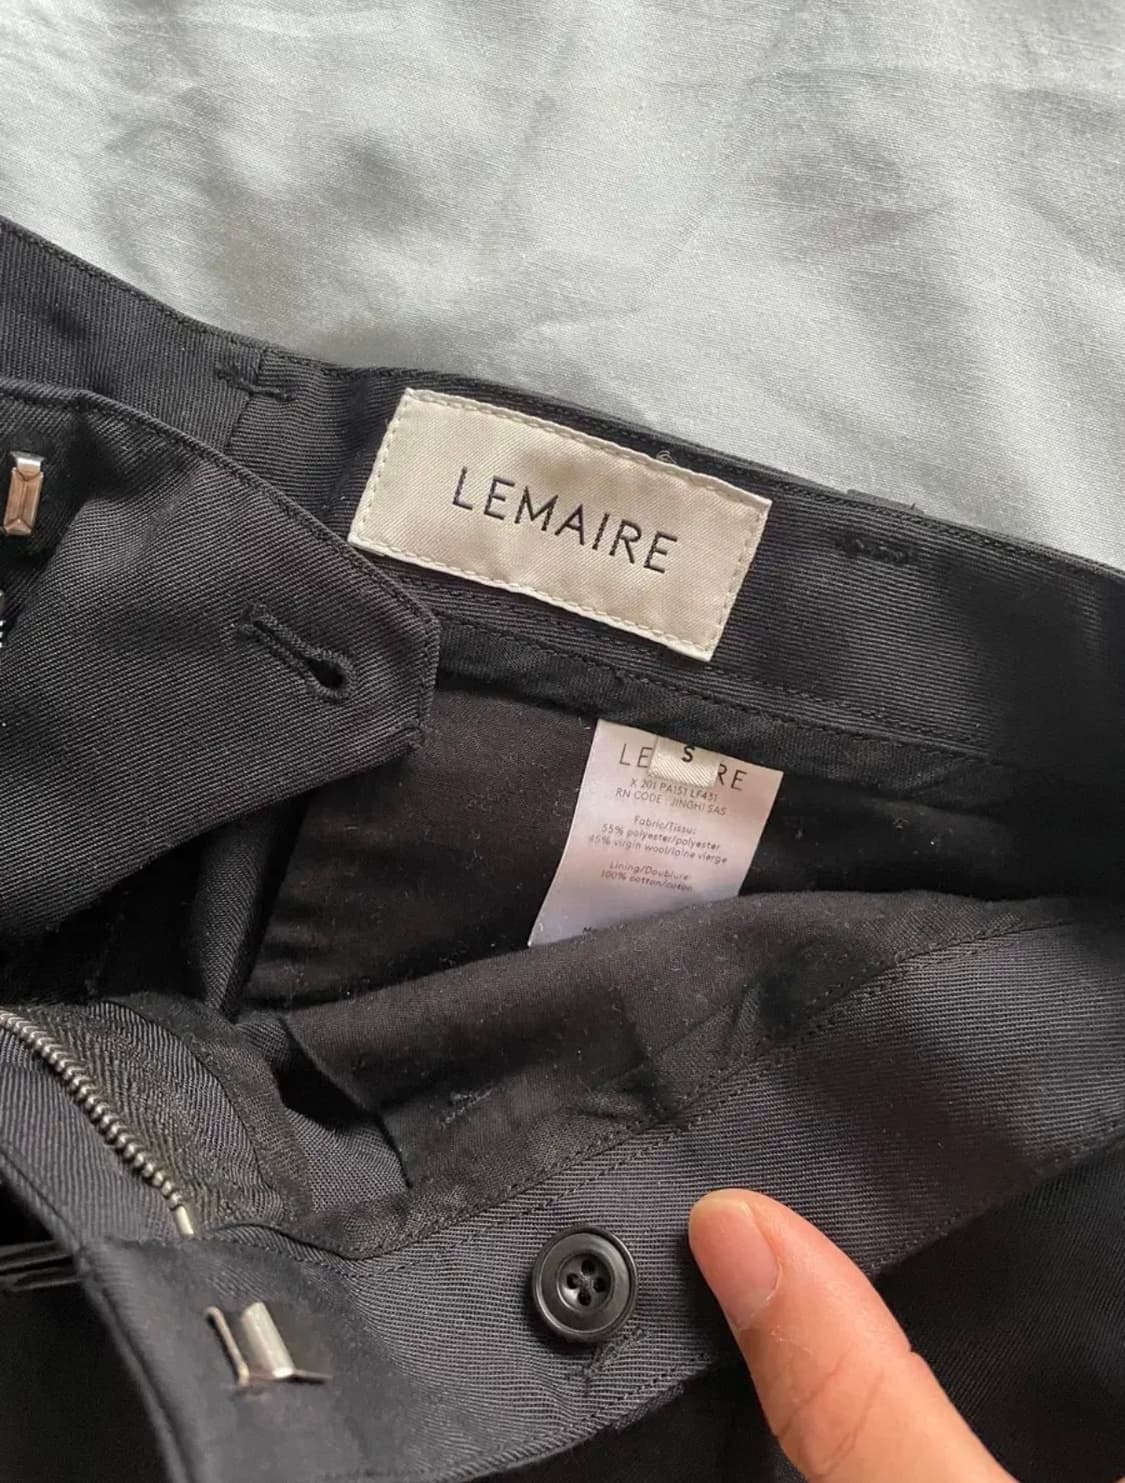 LEMAIRE
S
LE RE
X 201 PA151 LF451
RN CODE : JINGHI SAS
Fabric/Tissu:
55% polyester/polyester
45% virgin wool/laine vierge
Lining/Doublure:
100% cotton/coton